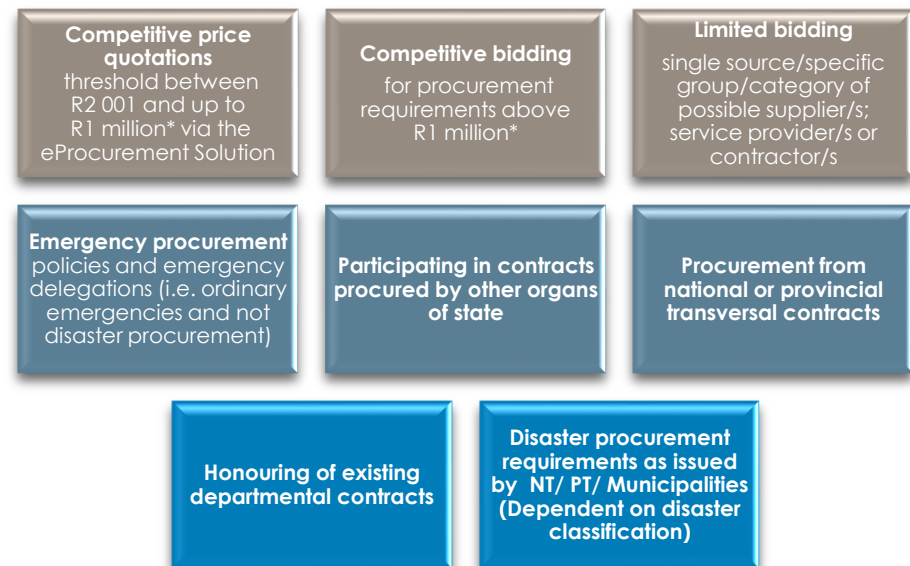 Competitive price
quotations
threshold between
R2 001 and up to
R1 million* via the
eProcurement Solution
Competitive bidding
for procurement
requirements above
R1 million*
Limited bidding
single source/specific
group/category of
possible supplier/s;
service provider/s or
contractor/s
Emergency procurement
policies and emergency
delegations (i.e. ordinary
emergencies and not
disaster procurement)
Participating in contracts
procured by other organs
of state
Procurement from
national or provincial
transversal contracts
Honouring of existing
departmental contracts
Disaster procurement
requirements as issued
by NT/ PT/ Municipalities
(Dependent on disaster
classification)